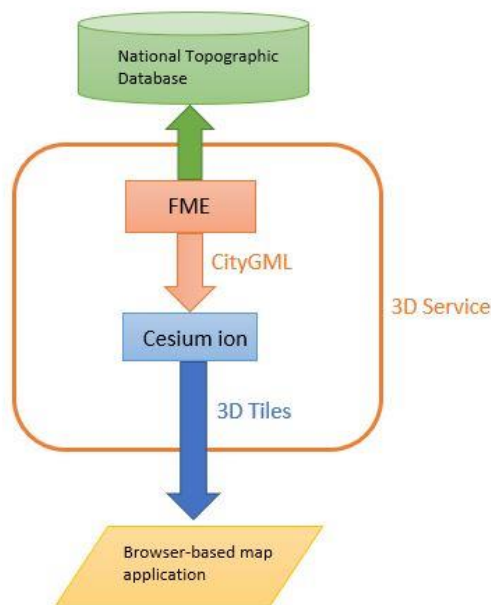 National Topographic
Database
FME
CityGML
3D Service
Cesium ion
3D Tiles
Browser-based map
application